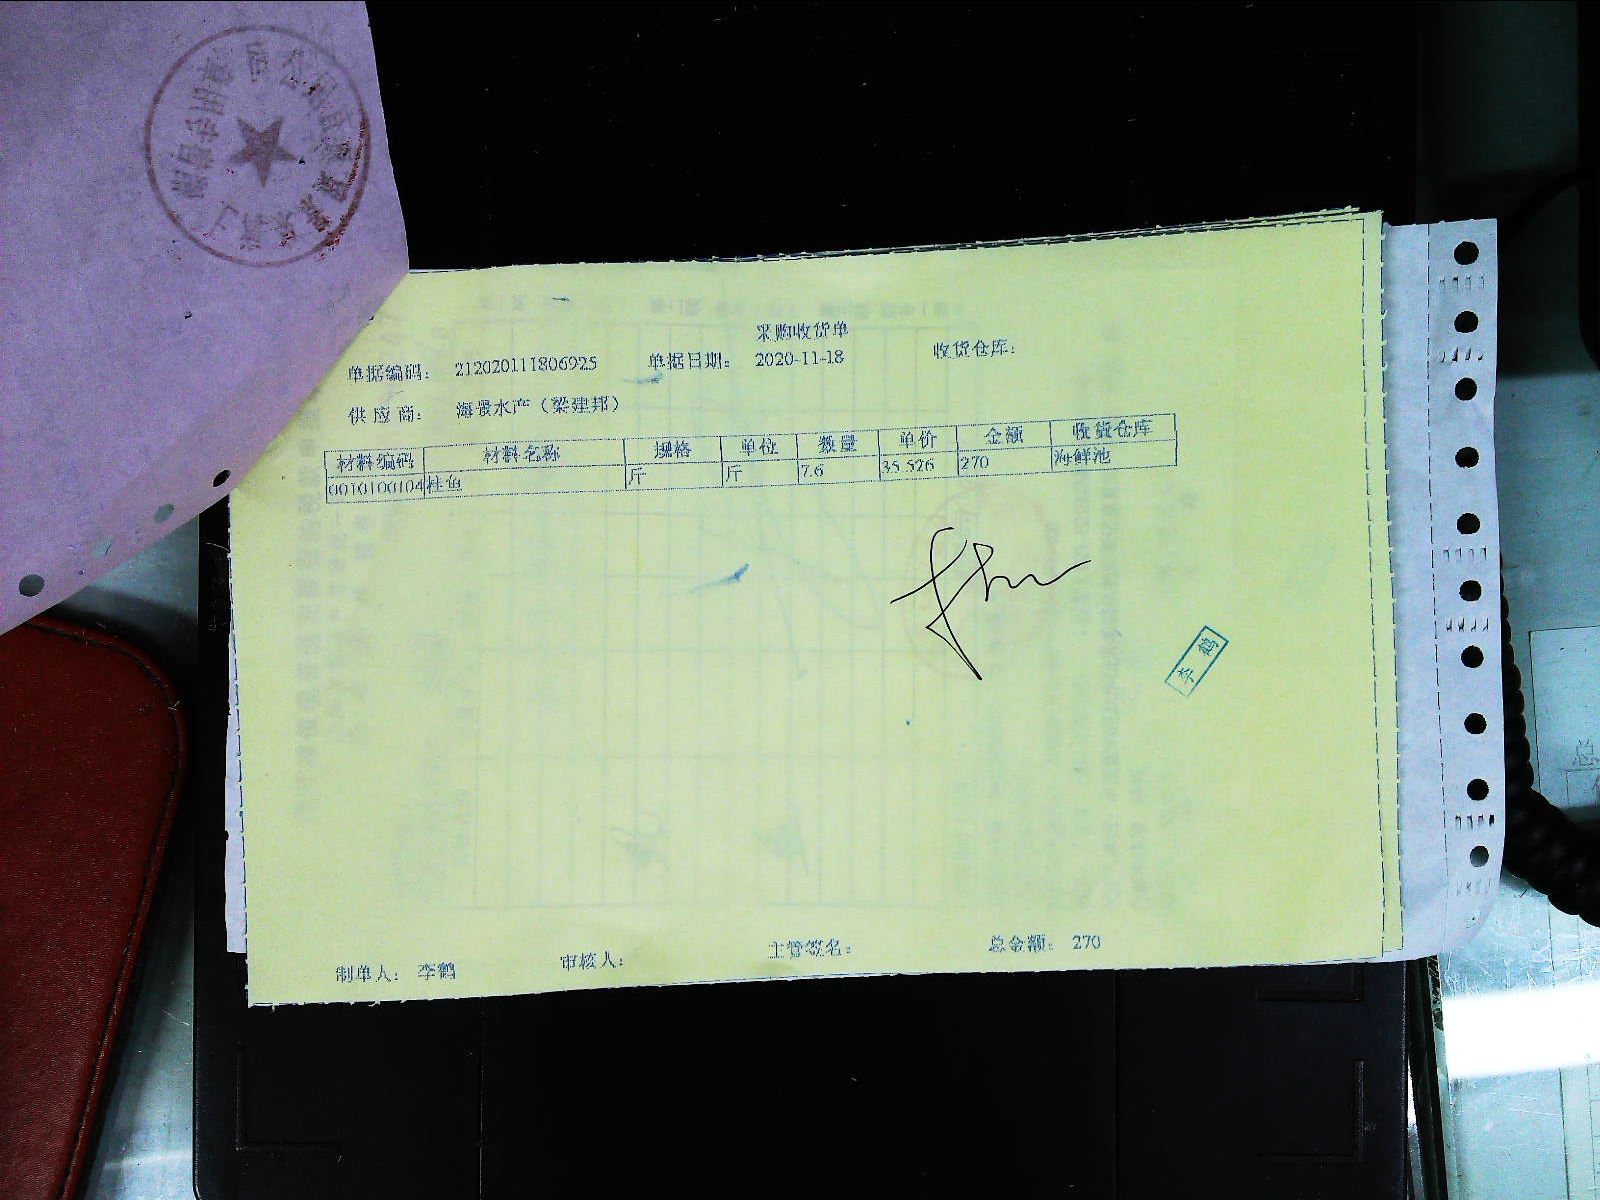 采购收货单
单据编码： 212020111806925 单据日期： 2020-11-18 收货仓库：
供应商： 海景水产（梁建邦）
材料编码 材料名称 规格 单位 数量 单价 金额 收货仓库
0010100104 桂鱼 斤 斤 7.6 35.526 270 海鲜池
李鹤
制单人： 李鹤 审核人： 主管签名： 总金额： 270